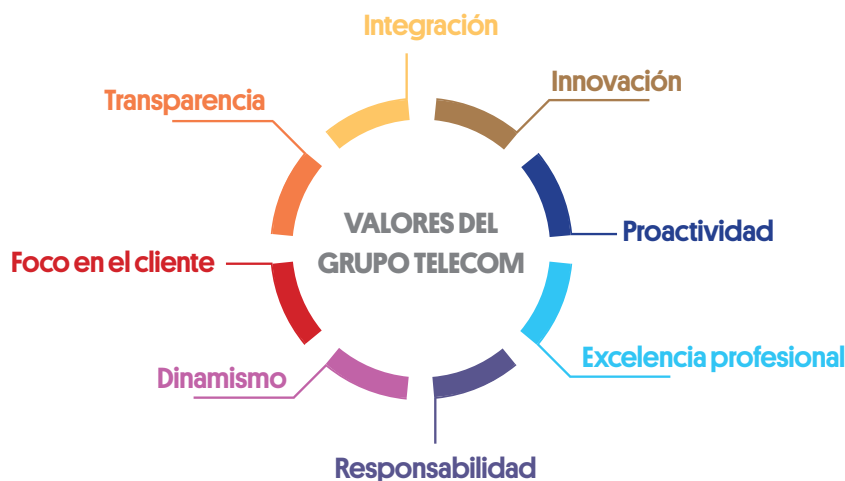 Integración
Innovación
Transparencia
VALORES DEL
GRUPO TELECOM
Proactividad
Foco en el cliente
Excelencia profesional
Dinamismo
Responsabilidad